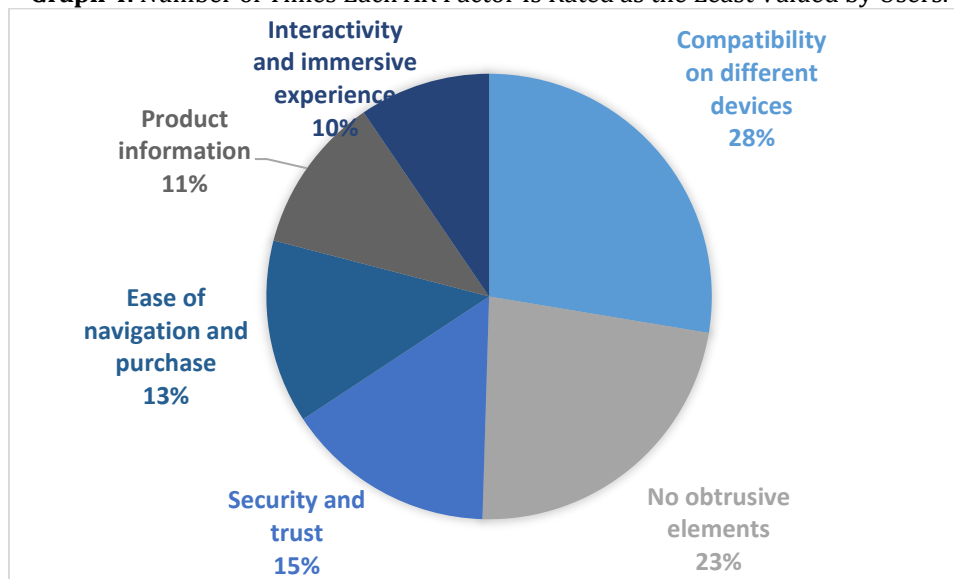 Graph 4. Number of Times Each AR Factor is Rated as the Least Valued by Users.
Interactivity
and immersive
experience
10%
Compatibility
on different
devices
28%
Product
information
11%
Ease of
navigation and
purchase
13%
Security and
trust
15%
No obtrusive
elements
23%